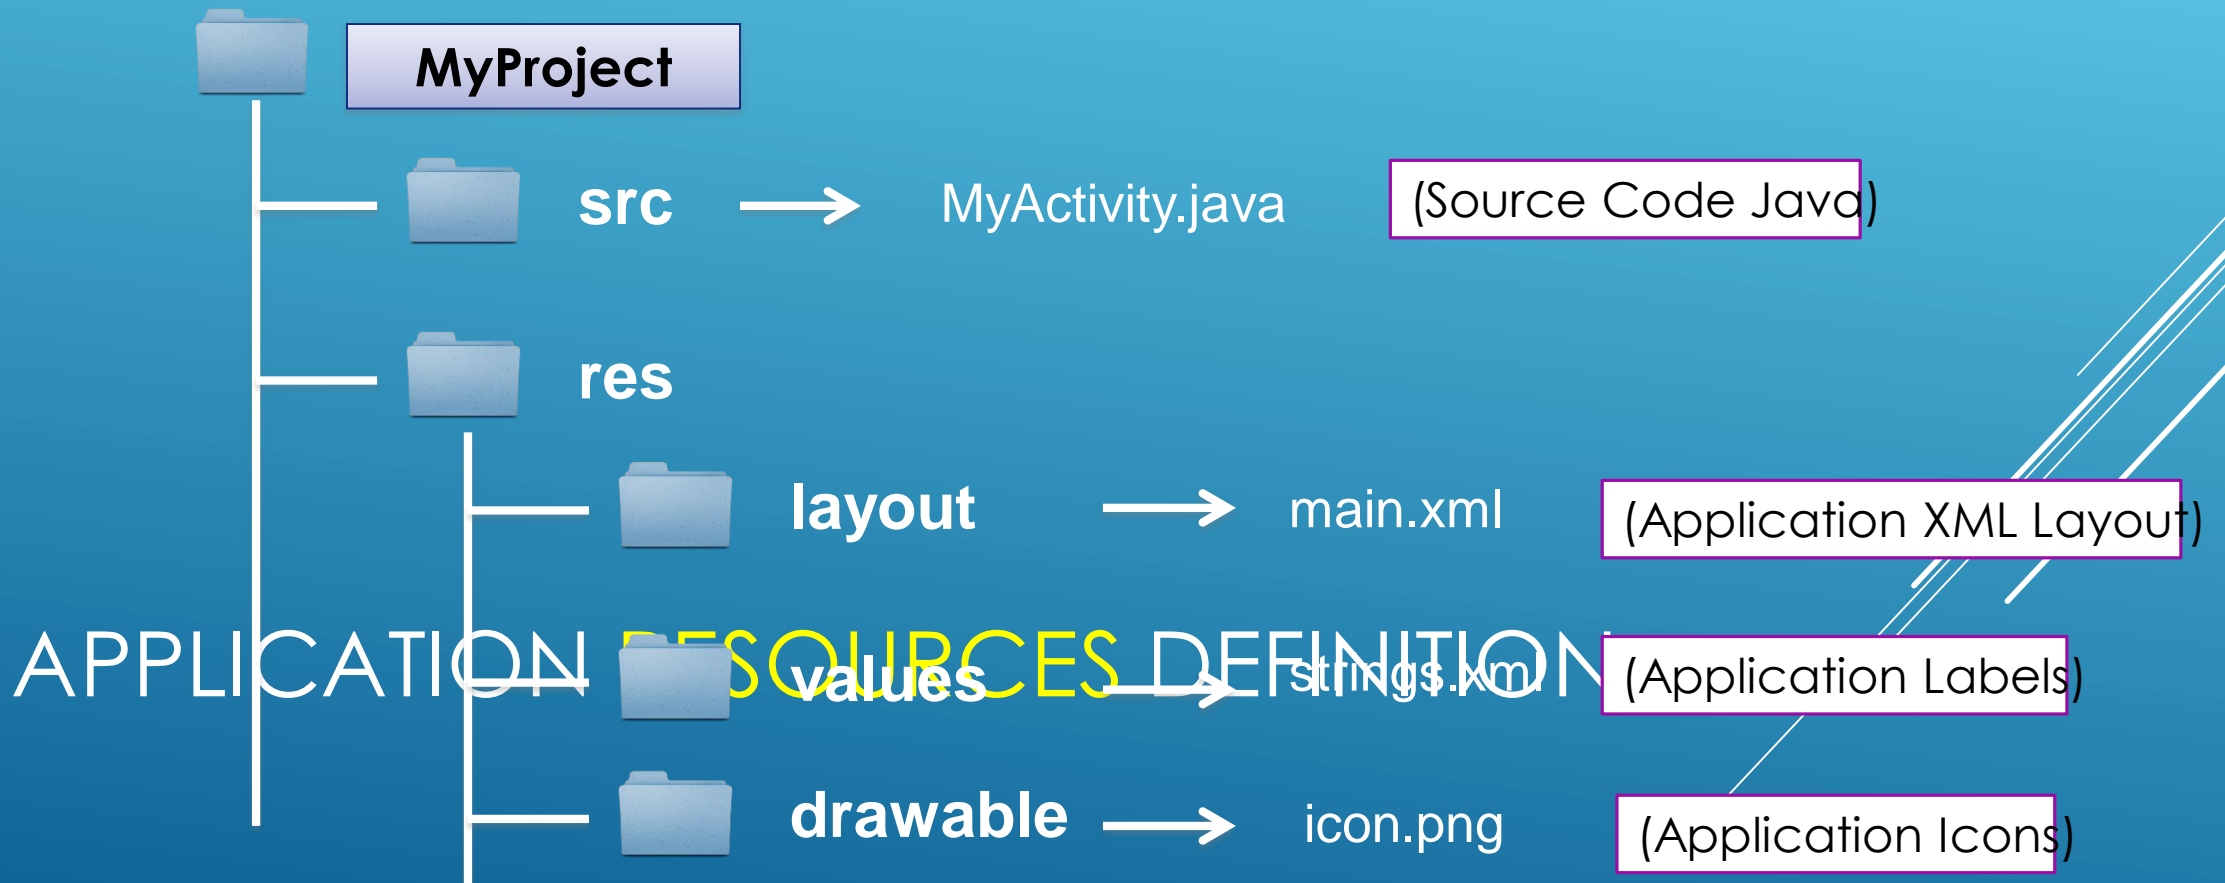 MyProject
src MyActivity.java (Source Code Java)
res
layout main.xml (Application XML Layout)
APPLICATION RESOURCES DEFINITION
values strings.xml (Application Labels)
drawable icon.png (Application Icons)